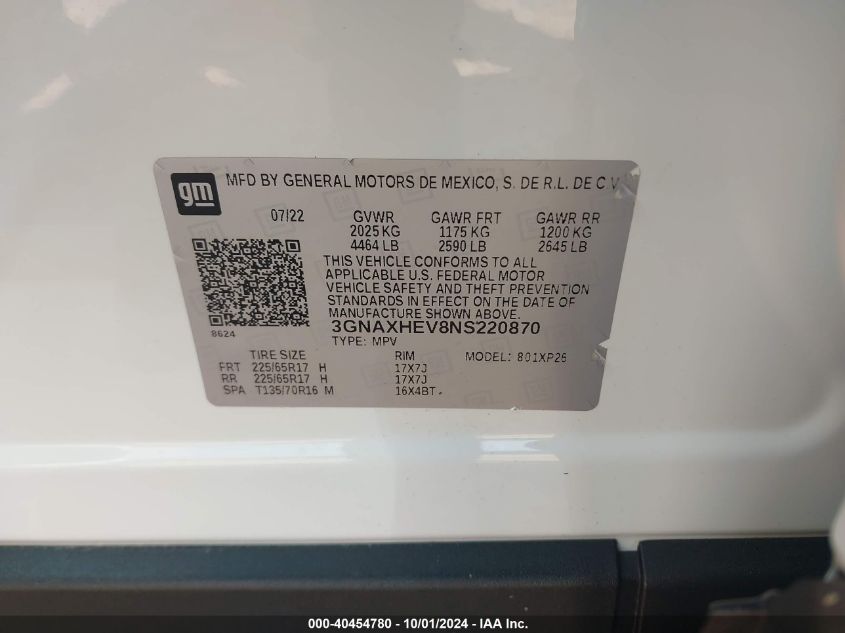 gm
MFD BY GENERAL MOTORS DE MEXICO, S. DE R.L. DE C V
07/22 GVWR GAWR FRT GAWR RR
2025 KG 1175 KG 1200 KG
4464 LB 2590 LB 2645 LB
THIS VEHICLE CONFORMS TO ALL
APPLICABLE U.S. FEDERAL MOTOR
VEHICLE SAFETY AND THEFT PREVENTION
STANDARDS IN EFFECT ON THE DATE OF
MANUFACTURE SHOWN ABOVE.
8624 3GNAXHEV8NS220870
TYPE: MPV
TIRE SIZE RIM MODEL: 801XP26
FRT 225/65R17 H 17X7J
RR 225/65R17 H 17X7J
SPA T135/70R16 M 16X4BT
000-40454780 - 10/01/2024 - IAA Inc.